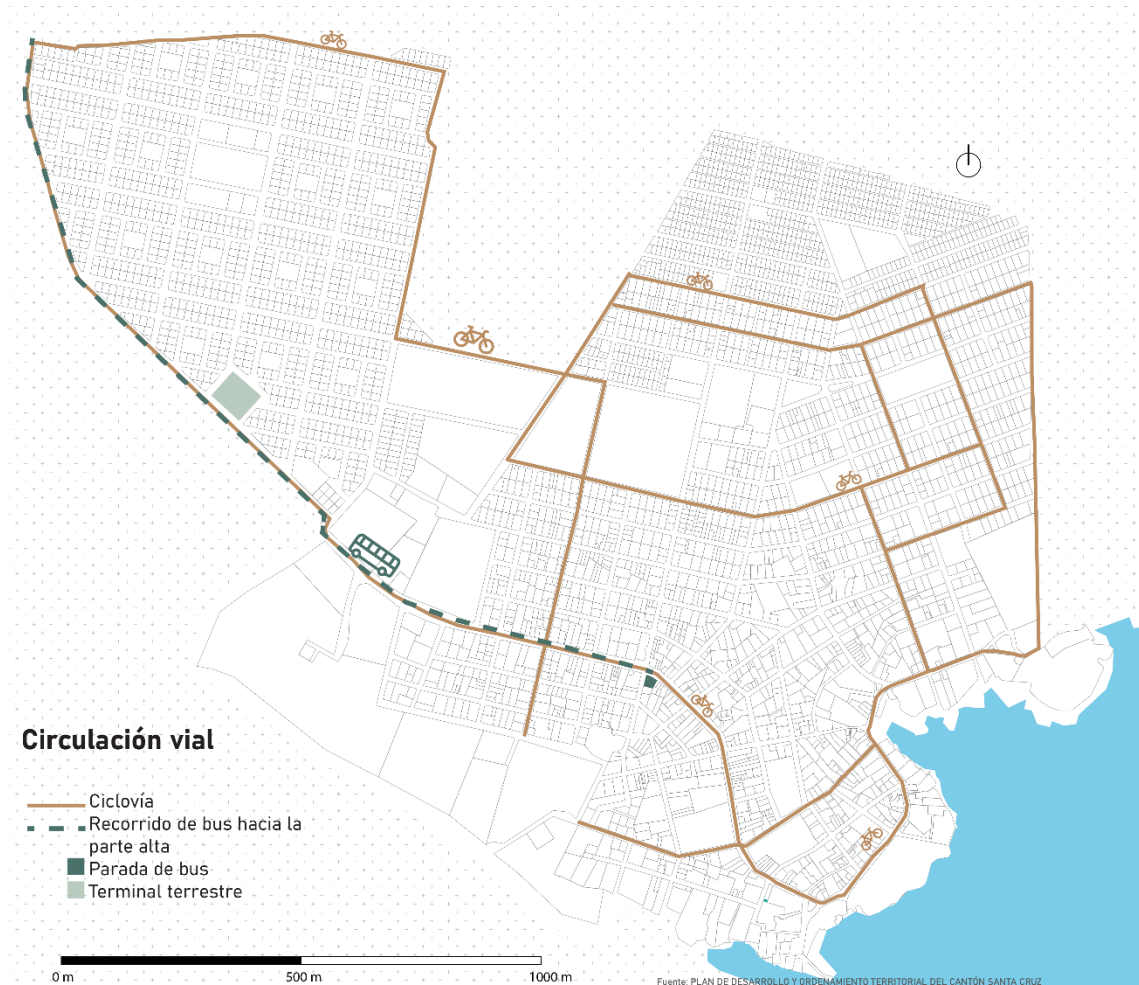 Circulación vial
Ciclovía
Recorrido de bus hacia la
parte alta
Parada de bus
Terminal terrestre
0 m
500 m
1000 m
Fuente: PLAN DE DESARROLLO Y ORDENAMIENTO TERRITORIAL DEL CANTÓN SANTA CRUZ